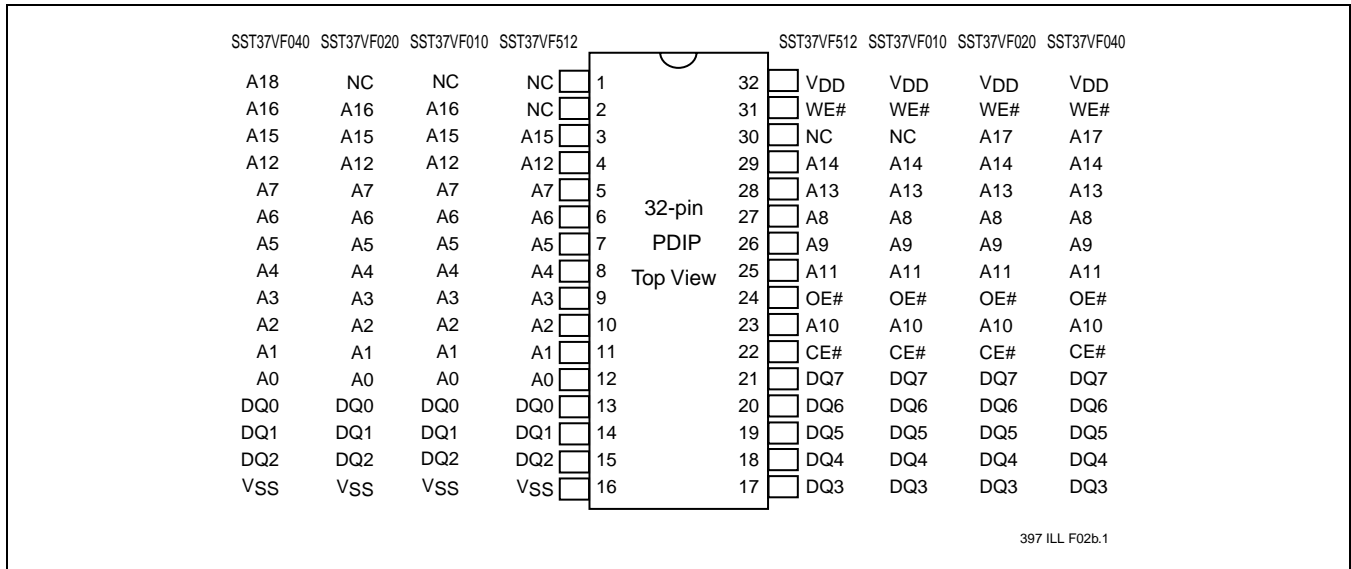 SST37VF040 SST37VF020 SST37VF010 SST37VF512 SST37VF512 SST37VF010 SST37VF020 SST37VF040
A18 NC NC NC 1 32 VDD VDD VDD VDD
A16 A16 A16 NC 2 31 WE# WE# WE# WE#
A15 A15 A15 A15 3 30 NC NC A17 A17
A12 A12 A12 A12 4 29 A14 A14 A14 A14
A7 A7 A7 A7 5 28 A13 A13 A13 A13
A6 A6 A6 A6 6 32-pin 27 A8 A8 A8 A8
A5 A5 A5 A5 7 PDIP 26 A9 A9 A9 A9
A4 A4 A4 A4 8 Top View 25 A11 A11 A11 A11
A3 A3 A3 A3 9 24 OE# OE# OE# OE#
A2 A2 A2 A2 10 23 A10 A10 A10 A10
A1 A1 A1 A1 11 22 CE# CE# CE# CE#
A0 A0 A0 A0 12 21 DQ7 DQ7 DQ7 DQ7
DQ0 DQ0 DQ0 DQ0 13 20 DQ6 DQ6 DQ6 DQ6
DQ1 DQ1 DQ1 DQ1 14 19 DQ5 DQ5 DQ5 DQ5
DQ2 DQ2 DQ2 DQ2 15 18 DQ4 DQ4 DQ4 DQ4
VSS VSS VSS VSS 16 17 DQ3 DQ3 DQ3 DQ3
397 ILL F02b.1